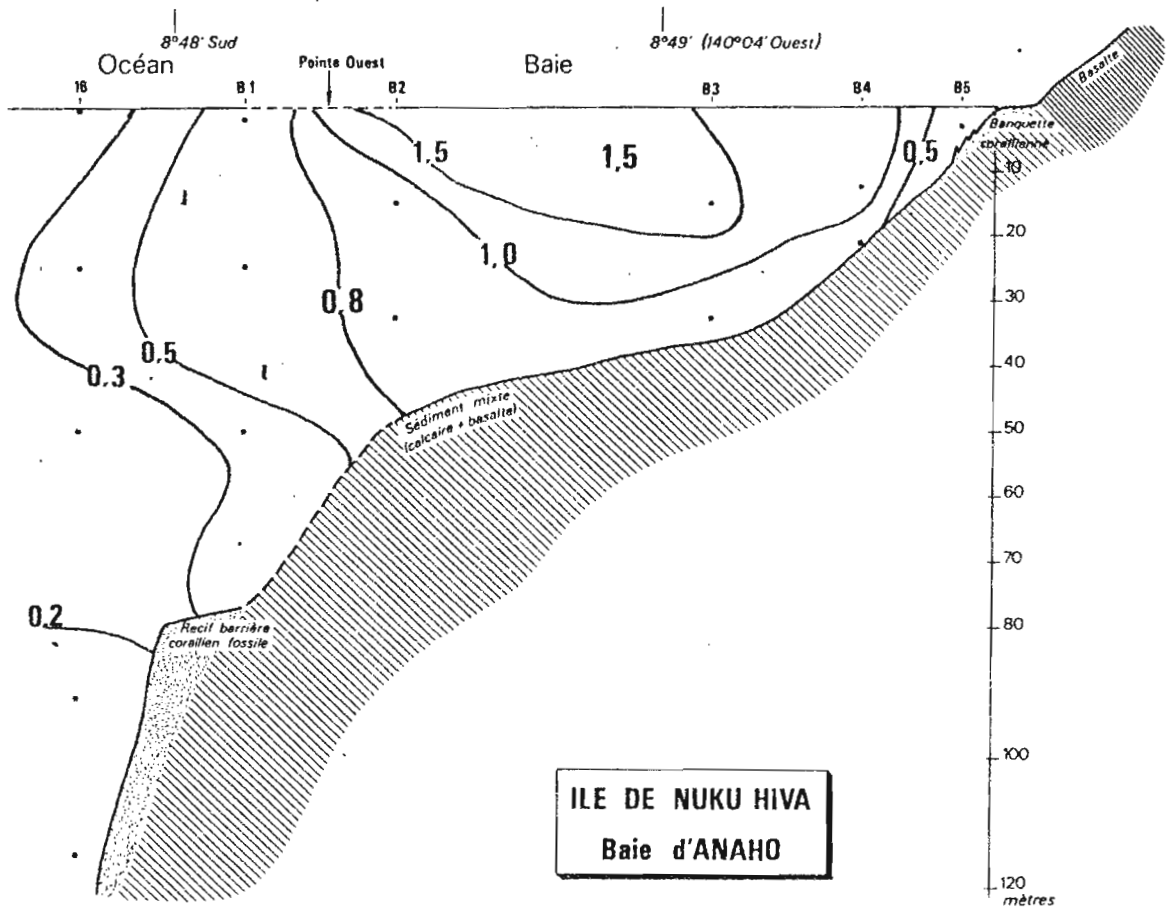 8°48' Sud
8°49' (140°04' Ouest)
Océan
Pointe Ouest
Baie
Basalte
16
B1
B2
B3
B4
B5
Banquette
corallienne
1,5
1,5
0,5
10
20
1,0
0,8
30
0,5
0,3
40
Sédiment mixte
(calcaire + basalte)
50
60
70
0,2
Recif barrière
corallien fossile
80
100
ILE DE NUKU HIVA
Baie d'ANAHO
120
mètres